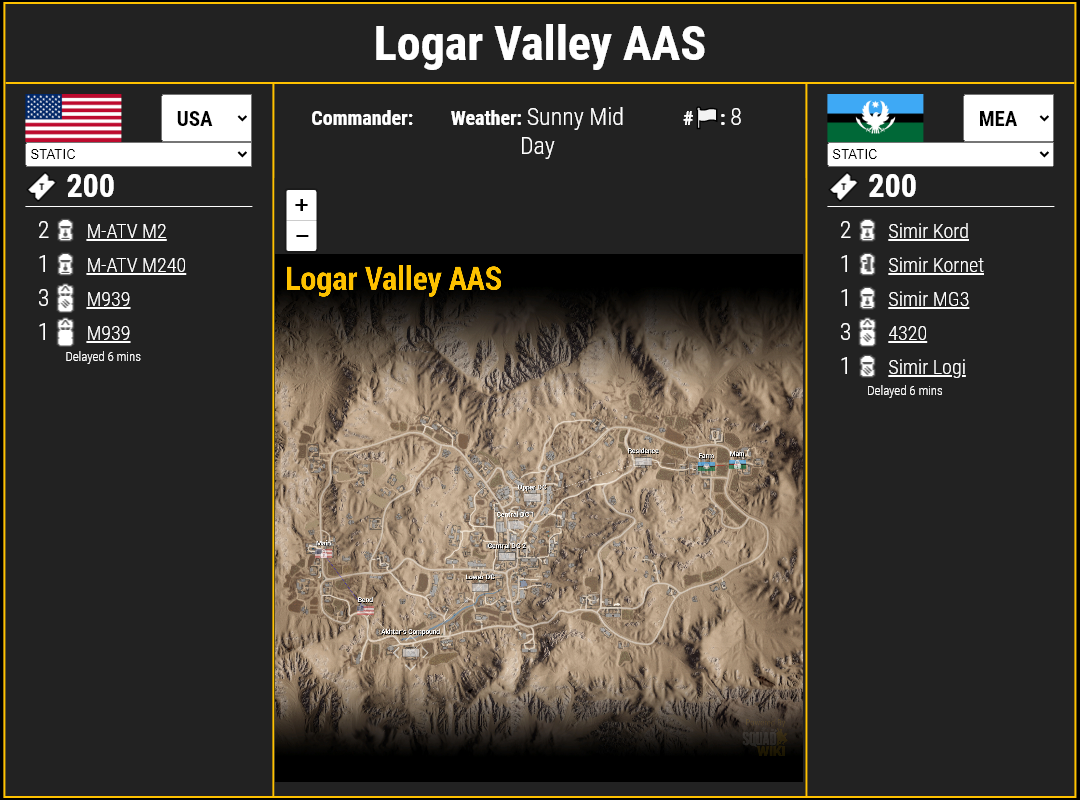 Logar Valley AAS
USA
STATIC
200
2 M-ATV M2
1 M-ATV M240
3 M939
1 M939
Delayed 6 mins
Commander:
Weather: Sunny Mid
Day
#: 8
+
−
Logar Valley AAS
Residence
Farm
Main
Upper DC
Central DC 1
Central DC 2
Main
Lower DC
Bend
Akhtar's Compound
SQUAD
WIKI
MEA
STATIC
200
2 Simir Kord
1 Simir Kornet
1 Simir MG3
3 4320
1 Simir Logi
Delayed 6 mins